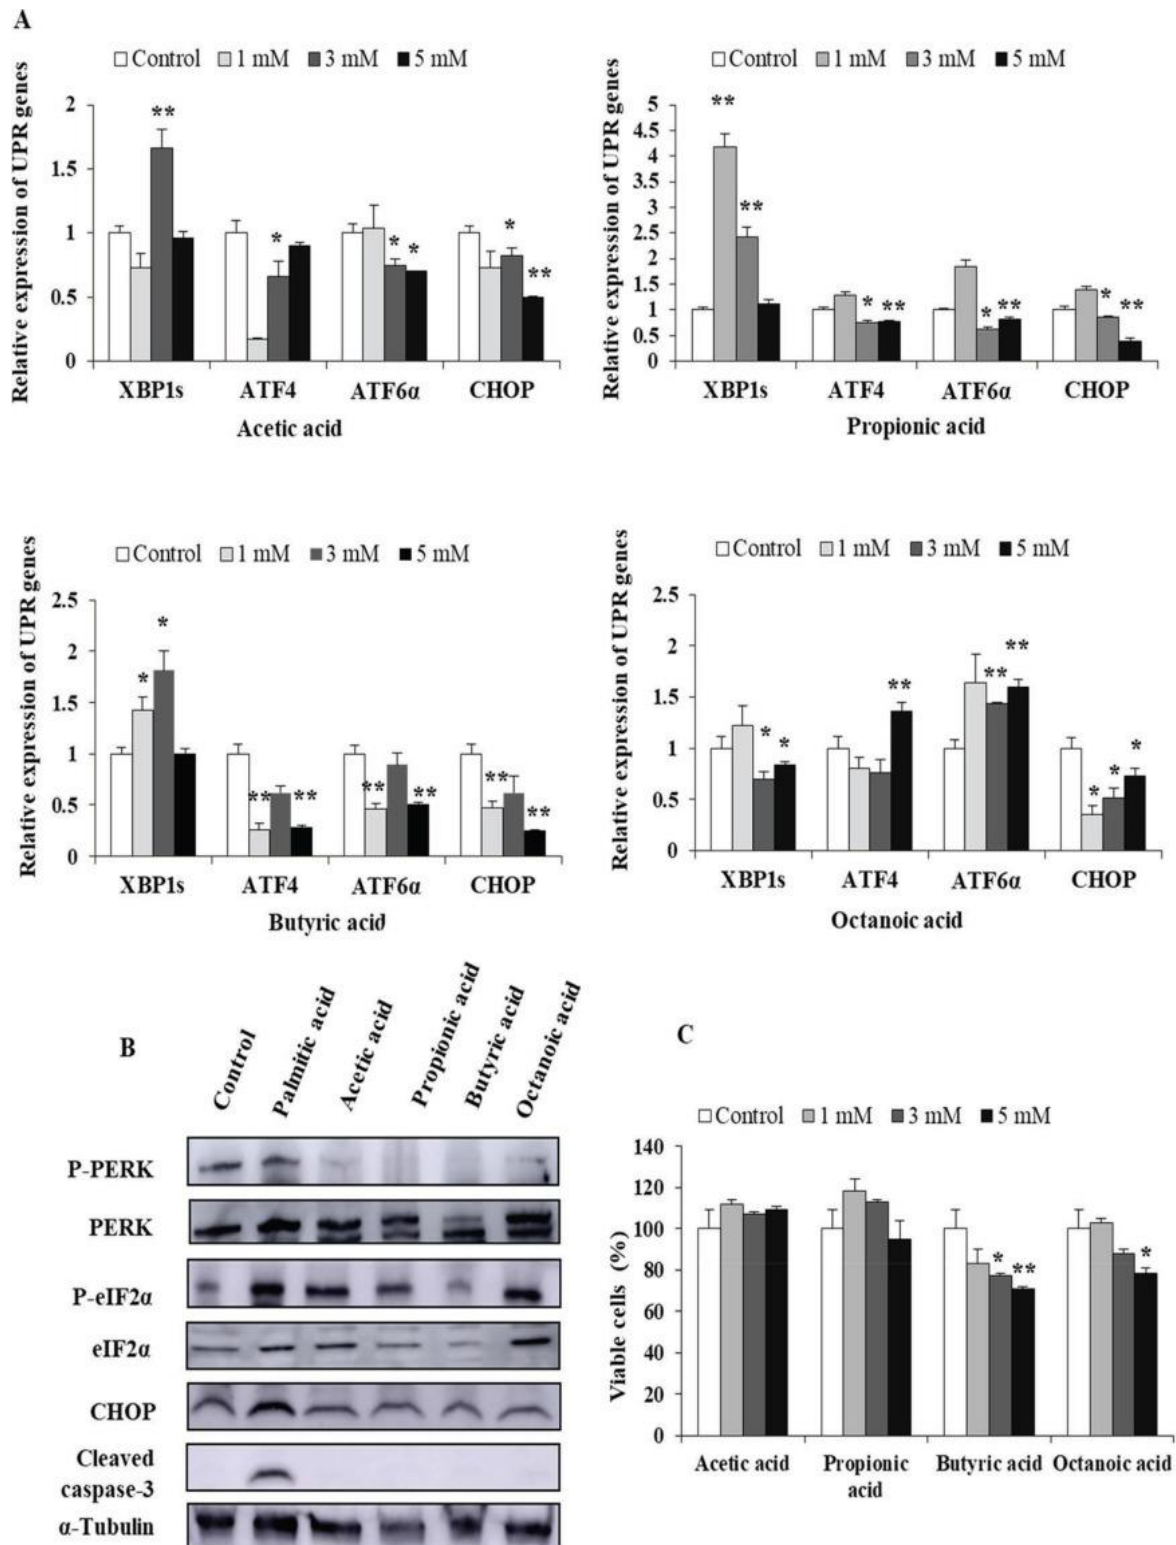 A
Control 1 mM 3 mM 5 mM
Relative expression of UPR genes
2
1.5
1
0.5
0
**
*
* *
*
**
XBP1s ATF4 ATF6α CHOP
Acetic acid
Control 1 mM 3 mM 5 mM
Relative expression of UPR genes
5
4.5
4
3.5
3
2.5
2
1.5
1
0.5
0
**
**
* **
* **
* **
XBP1s ATF4 ATF6α CHOP
Propionic acid
Control 1 mM 3 mM 5 mM
Relative expression of UPR genes
2.5
2
1.5
1
0.5
0
* *
** **
** **
** **
XBP1s ATF4 ATF6α CHOP
Butyric acid
Control 1 mM 3 mM 5 mM
Relative expression of UPR genes
2.5
2
1.5
1
0.5
0
* *
**
** **
* * *
XBP1s ATF4 ATF6α CHOP
Octanoic acid
B
Control
Palmitic acid
Acetic acid
Propionic acid
Butyric acid
Octanoic acid
P-PERK
PERK
P-eIF2α
eIF2α
CHOP
Cleaved
caspase-3
α-Tubulin
C
Control 1 mM 3 mM 5 mM
Viable cells (%)
140
120
100
80
60
40
20
0
* **
*
Acetic acid Propionic acid Butyric acid Octanoic acid